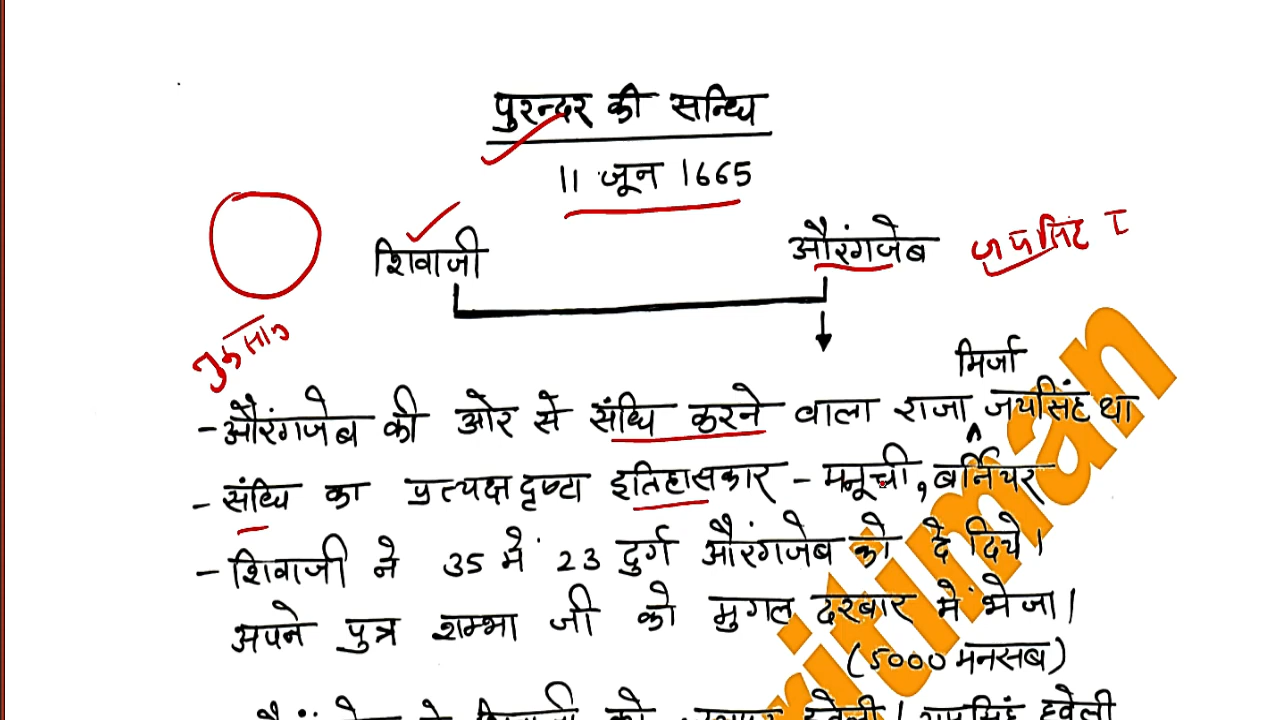 पुरन्दर की सन्धि
11 जून 1665
शिवाजी औरंगजेब जयसिंह I
नुकसान
मिर्जा
-औरंगजेब की ओर से संधि करने वाला राजा जयसिंह था
-संधि का प्रत्यक्षदृष्टा इतिहासकार - मनूची, बर्नियर
-शिवाजी ने 35 में 23 दुर्ग औरंगजेब को दे दिये।
अपने पुत्र शम्भा जी को मुगल दरबार में भेजा।
(5000 मनसब)